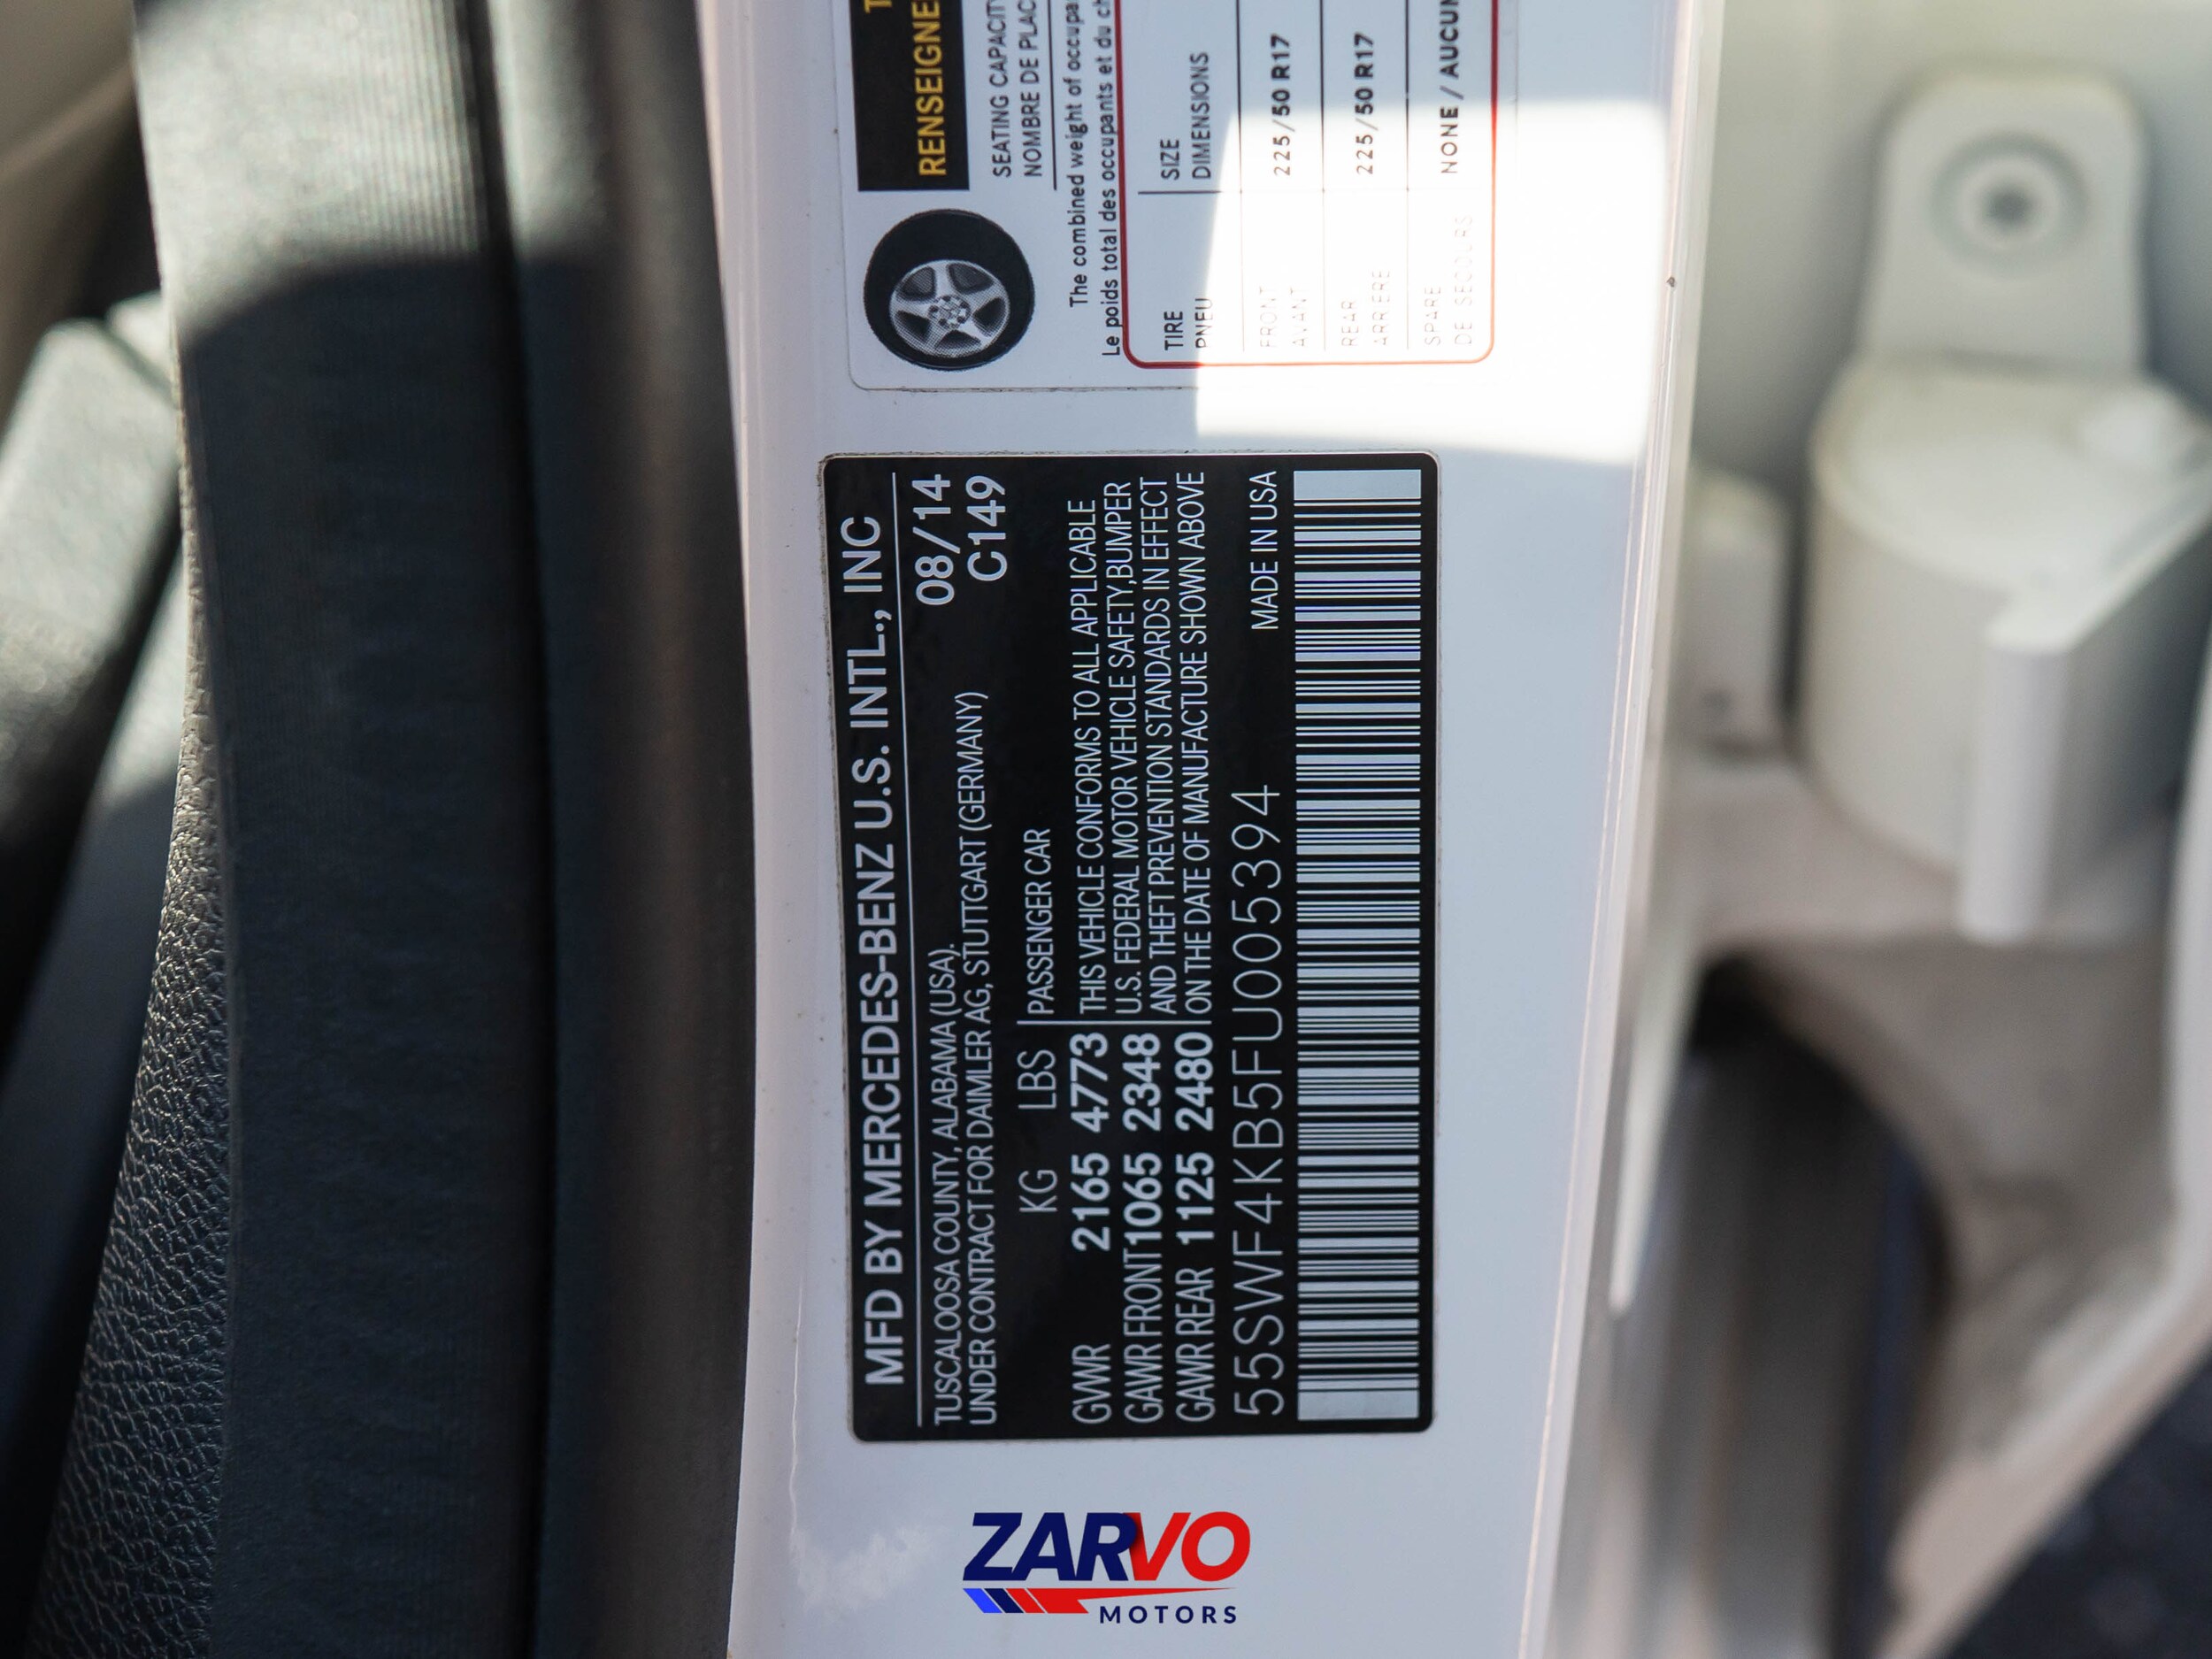 RENSEIGNE
SEATING CAPACIT
NOMBRE DE PLAC
The combined weight of occupa
Le poids total des occupants et du ch
TIRE SIZE
PNEU DIMENSIONS
FRONT 225/50 R17
AVANT
REAR 225/50 R17
ARRIERE
SPARE NONE / AUCUN
DE SECOURS
MFD BY MERCEDES-BENZ U.S. INTL., INC
TUSCALOOSA COUNTY, ALABAMA (USA). 08/14
UNDER CONTRACT FOR DAIMLER AG, STUTTGART (GERMANY) C149
KG LBS PASSENGER CAR
GVWR 2165 4773 THIS VEHICLE CONFORMS TO ALL APPLICABLE
U.S. FEDERAL MOTOR VEHICLE SAFETY, BUMPER
GAWR FRONT 1065 2348 AND THEFT PREVENTION STANDARDS IN EFFECT
GAWR REAR 1125 2480 ON THE DATE OF MANUFACTURE SHOWN ABOVE
55SWF4KB5FU005394 MADE IN USA
ZARVO
MOTORS